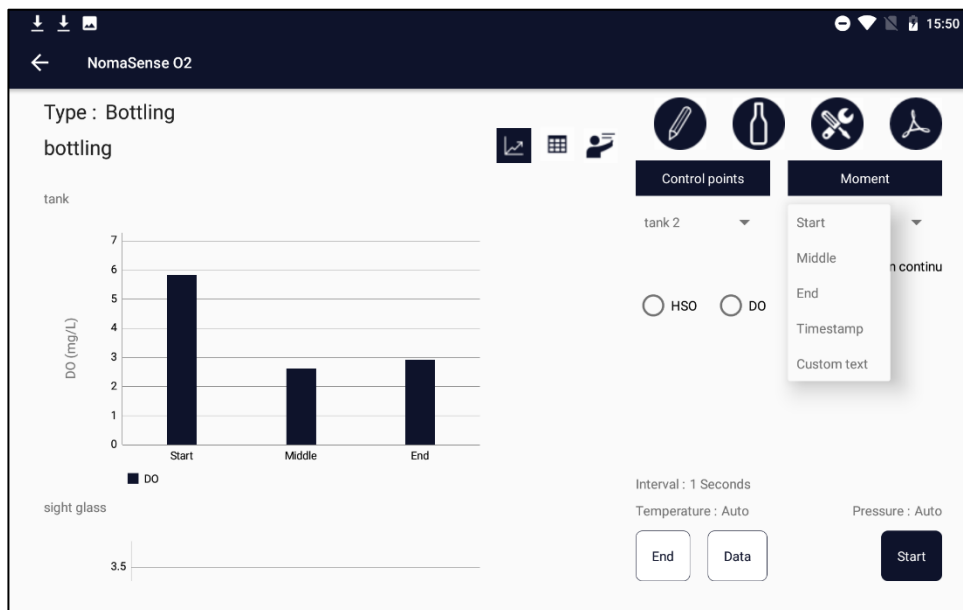 15:50
NomaSense O2
Type : Bottling
bottling
Control points
Moment
tank
tank 2
Start
Middle
End
Timestamp
Custom text
n continu
HSO
DO
DO (mg/L)
7
6
5
4
3
2
1
0
Start
Middle
End
DO
sight glass
3.5
Interval : 1 Seconds
Temperature : Auto
Pressure : Auto
End
Data
Start